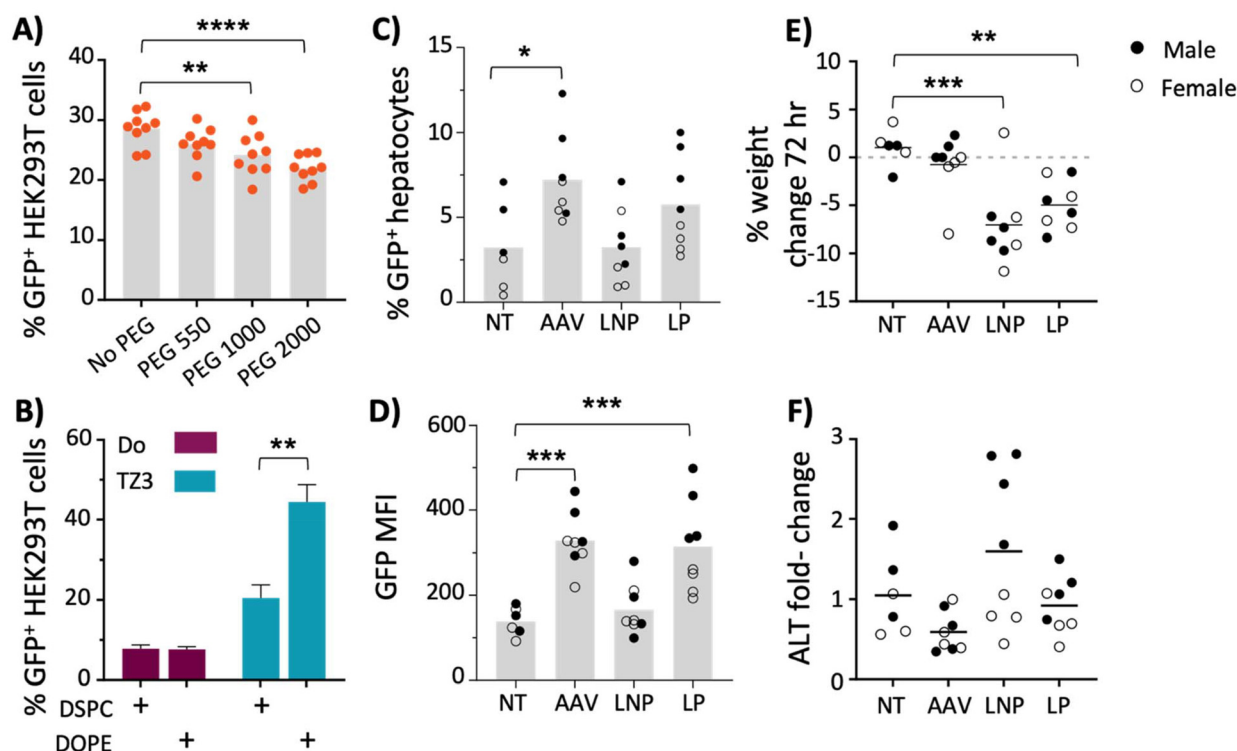 A)
****
**
% GFP+ HEK293T cells
40
30
20
10
0
No PEG
PEG 550
PEG 1000
PEG 2000
B)
Do
TZ3
**
% GFP+ HEK293T cells
60
40
20
0
DSPC + +
DOPE + +
C)
*
% GFP+ hepatocytes
15
10
5
0
NT AAV LNP LP
D)
***
***
GFP MFI
600
400
200
0
NT AAV LNP LP
E)
**
***
% weight
change 72 hr
10
5
0
-5
-10
-15
NT AAV LNP LP
Male
Female
F)
ALT fold- change
3
2
1
0
NT AAV LNP LP